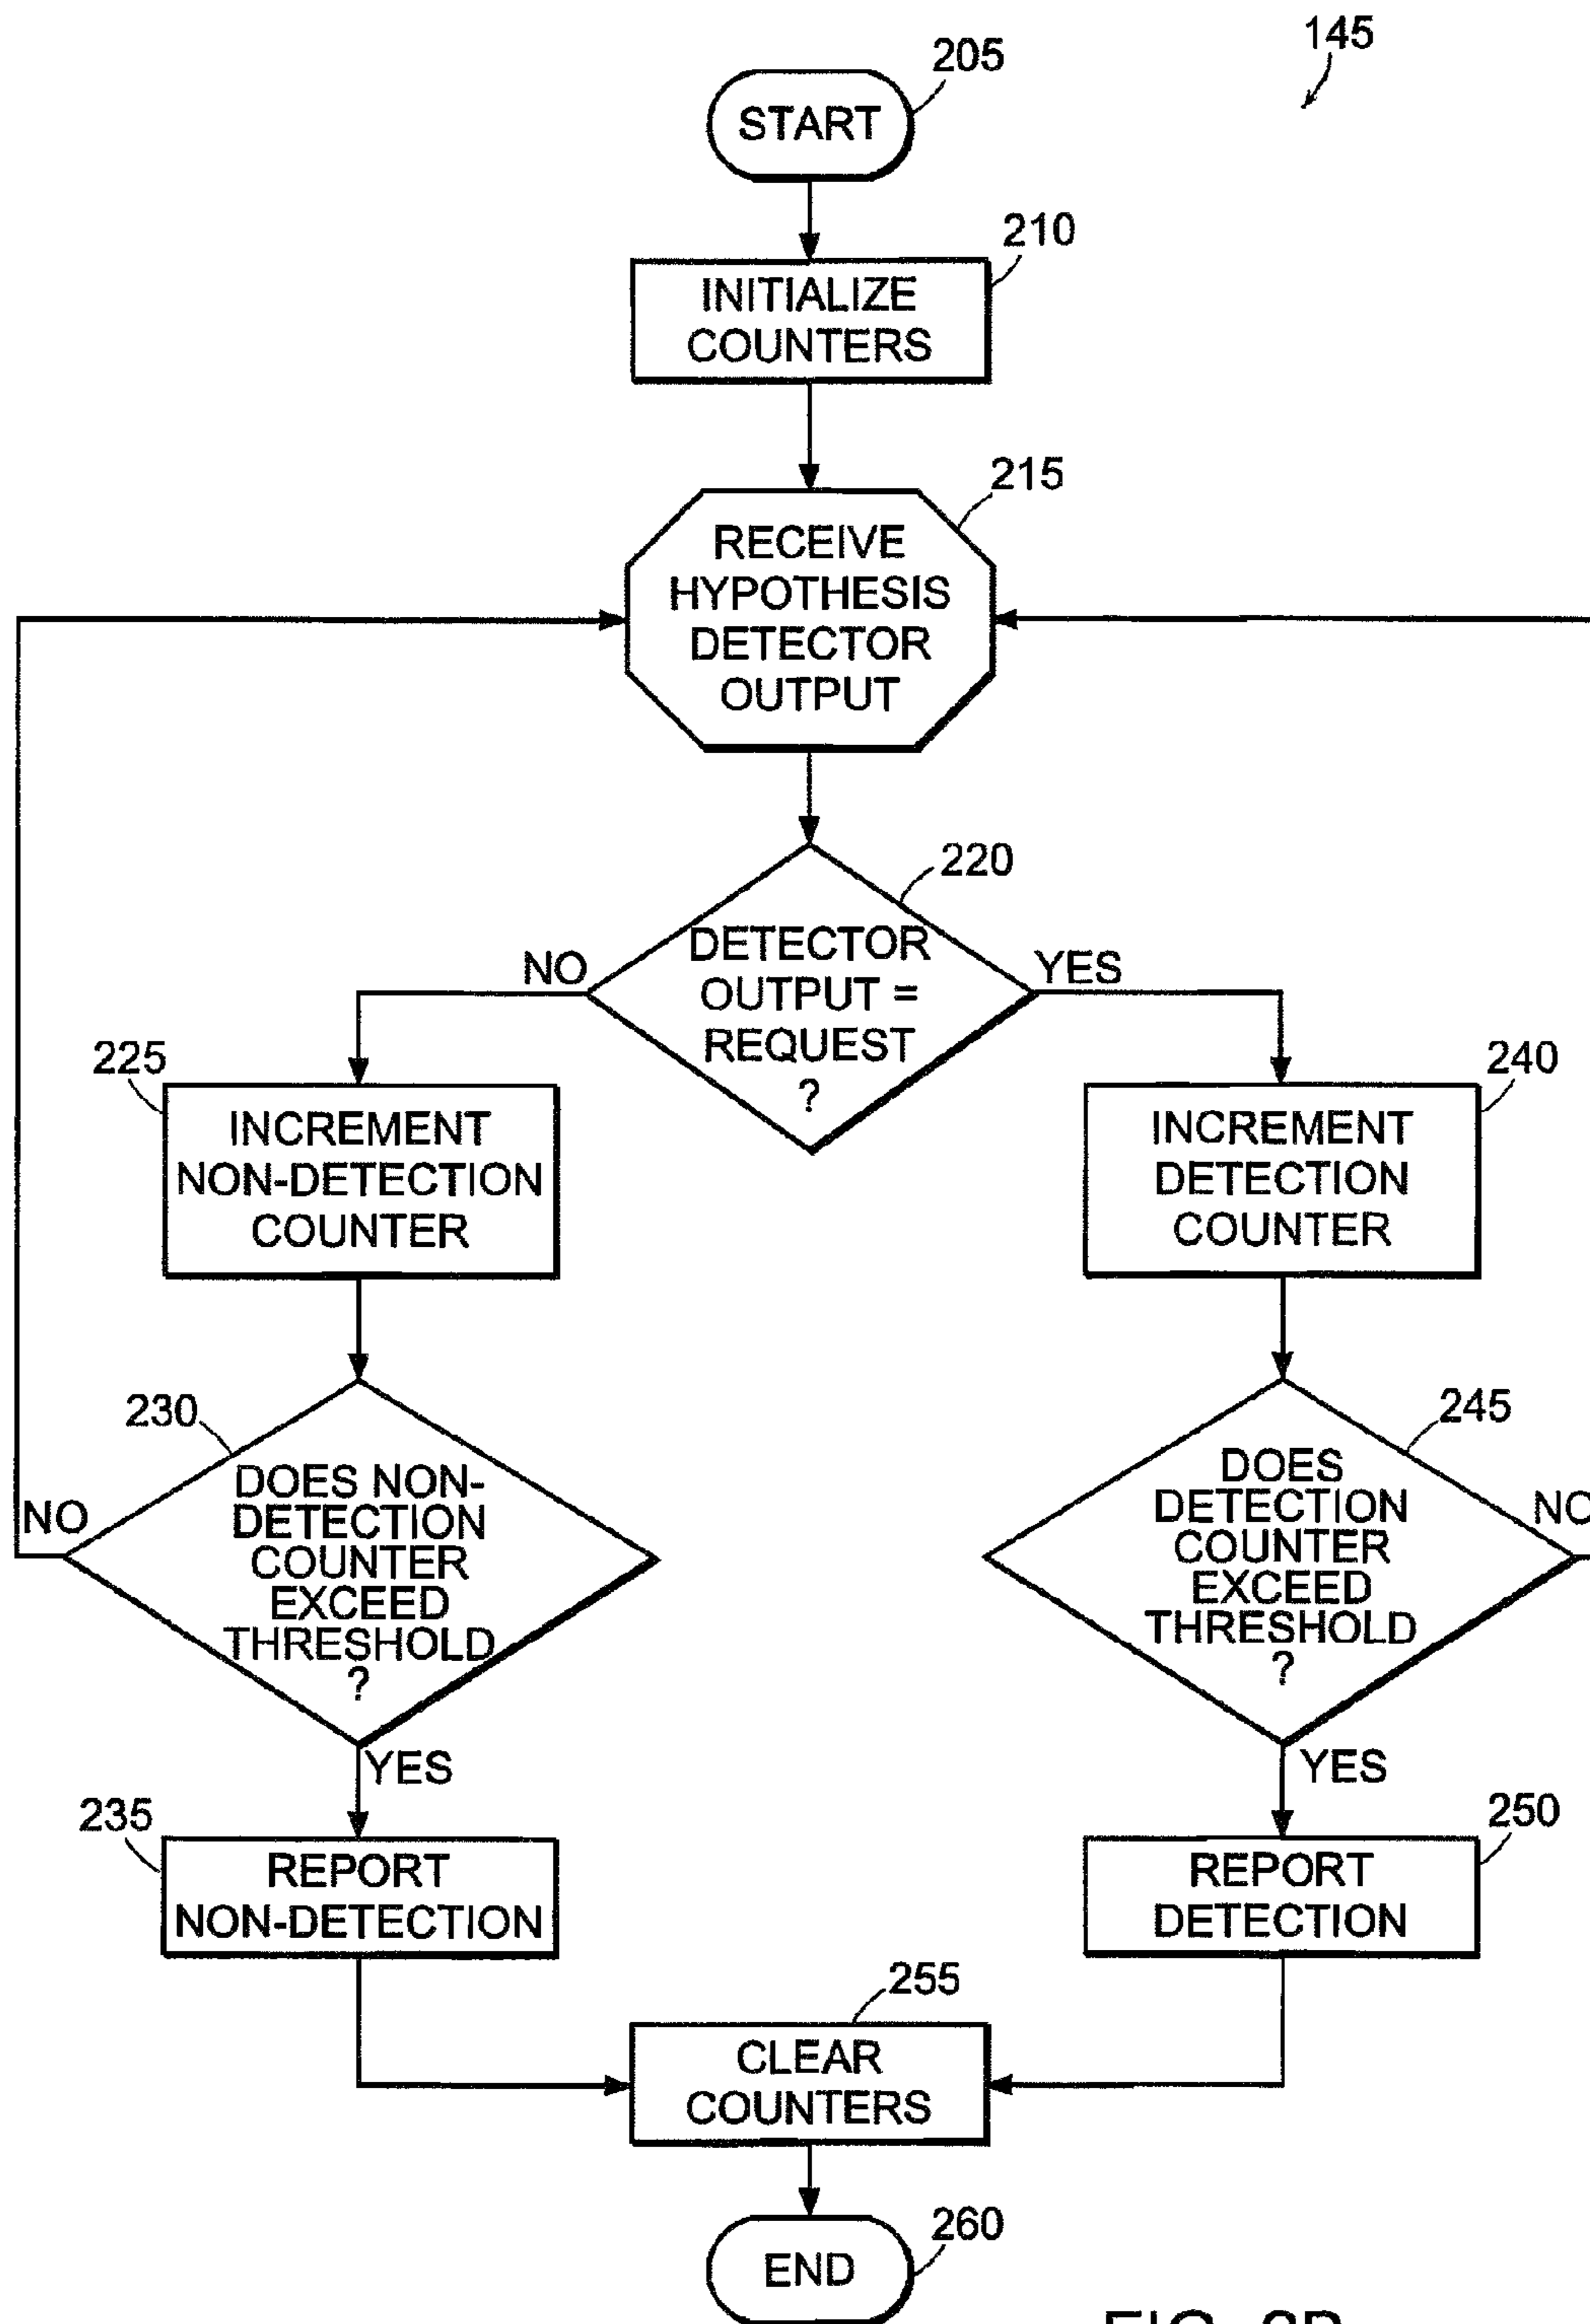 145
205
START
210
INITIALIZE
COUNTERS
215
RECEIVE
HYPOTHESIS
DETECTOR
OUTPUT
220
DETECTOR
OUTPUT =
REQUEST
?
NO
YES
225
INCREMENT
NON-DETECTION
COUNTER
240
INCREMENT
DETECTION
COUNTER
230
DOES NON-
DETECTION
COUNTER
EXCEED
THRESHOLD
?
NO
YES
245
DOES
DETECTION
COUNTER
EXCEED
THRESHOLD
?
NO
YES
235
REPORT
NON-DETECTION
250
REPORT
DETECTION
255
CLEAR
COUNTERS
260
END